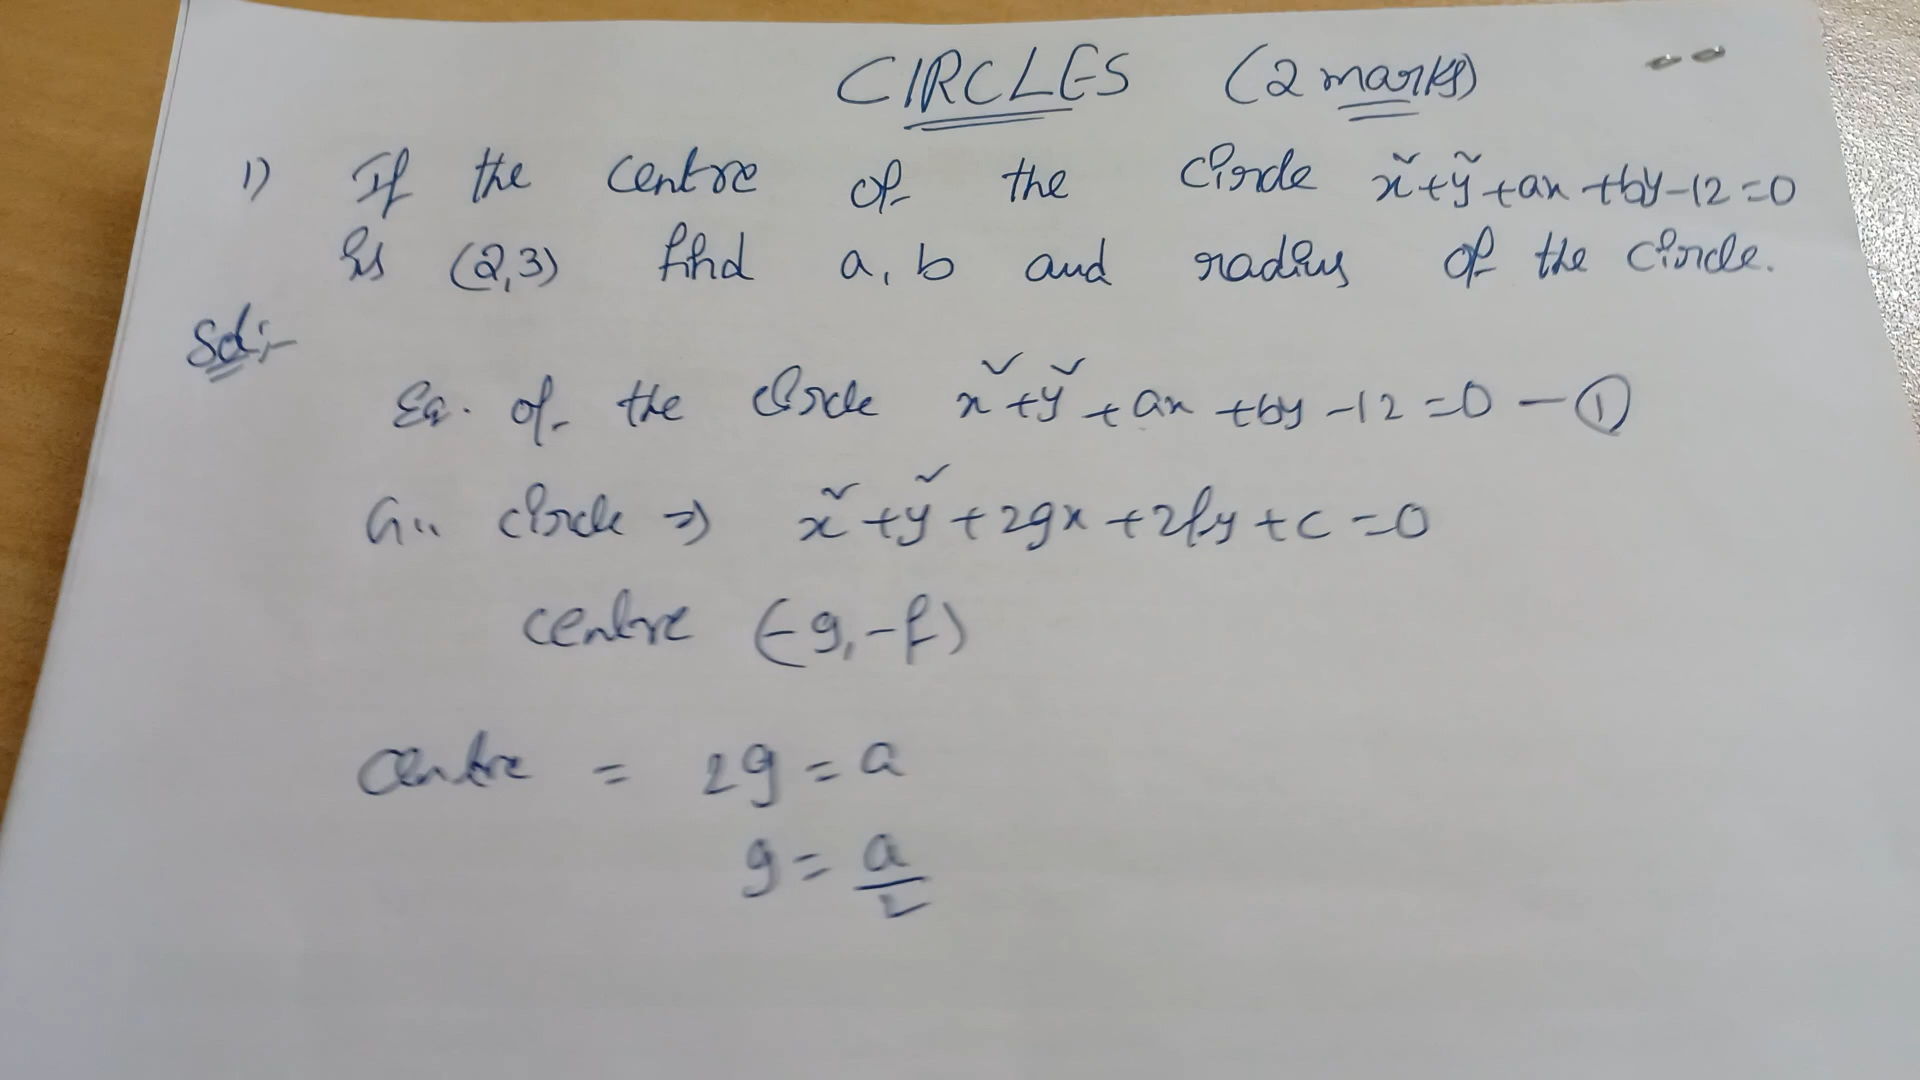 CIRCLES (2 marks)
1) If the centre of the circle x²+y²+ax+by-12=0
is (2,3) find a, b and radius of the circle.
Sol:-
Eq. of the circle x²+y²+ax+by-12=0 - ①
G.. circle ⇒ x²+y²+2gx+2fy+c=0
centre (-g,-f)
centre = 2g = a
g = a/2